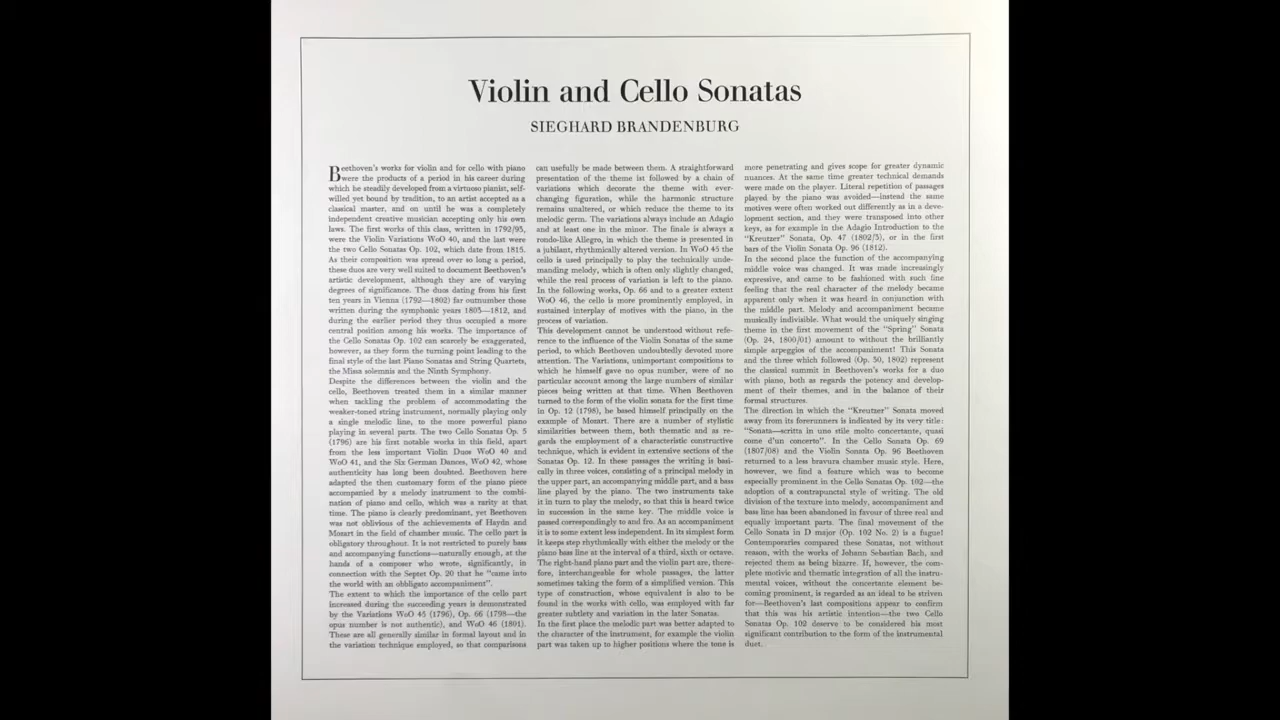 Violin and Cello Sonatas
SIEGHARD BRANDENBURG
Beethoven's works for violin and for cello with piano
were the products of a period in his career during
which he steadily developed from a virtuoso pianist, self-
willed yet bound by tradition, to an artist accepted as a
classical master, and on until he was a completely
independent creative musician accepting only his own
laws. The first works of this class, written in 1792/93,
were the Violin Variations WoO 40, and the last were
the two Cello Sonatas Op. 102, which date from 1815.
As their composition was spread over so long a period,
these duos are very well suited to document Beethoven's
artistic development, although they are of varying
degrees of significance. The duos dating from his first
ten years in Vienna (1792—1802) far outnumber those
written during the symphonic years 1803—1812, and
during the earlier period they thus occupied a more
central position among his works. The importance of
the Cello Sonatas Op. 102 can scarcely be exaggerated,
however, as they form the turning point leading to the
final style of the last Piano Sonatas and String Quartets,
the Missa solemnis and the Ninth Symphony.
Despite the differences between the violin and the
cello, Beethoven treated them in a similar manner
when tackling the problem of accommodating the
weaker-toned string instrument, normally playing only
a single melodic line, to the more powerful piano
playing in several parts. The two Cello Sonatas Op. 5
(1796) are his first notable works in this field, apart
from the less important Violin Duos WoO 40 and
WoO 41, and the Six German Dances, WoO 42, whose
authenticity has long been doubted. Beethoven here
adapted the then customary form of the piano piece
accompanied by a melody instrument to the combi-
nation of piano and cello, which was a rarity at that
time. The piano is clearly predominant, yet Beethoven
was not oblivious of the achievements of Haydn and
Mozart in the field of chamber music. The cello part is
obligatory throughout. It is not restricted to purely bass
and accompanying functions—naturally enough, at the
hands of a composer who wrote, significantly, in
connection with the Septet Op. 20 that he "came into
the world with an obbligato accompaniment".
The extent to which the importance of the cello part
increased during the succeeding years is demonstrated
by the Variations WoO 45 (1796), Op. 66 (1798—the
opus number is not authentic), and WoO 46 (1801).
These are all generally similar in formal layout and in
the variation technique employed, so that comparisons
can usefully be made between them. A straightforward
presentation of the theme ist followed by a chain of
variations which decorate the theme with ever-
changing figuration, while the harmonic structure
remains unaltered, or which reduce the theme to its
melodic germ. The variations always include an Adagio
and at least one in the minor. The finale is always a
rondo-like Allegro, in which the theme is presented in
a jubilant, rhythmically altered version. In WoO 45 the
cello is used principally to play the technically unde-
manding melody, which is often only slightly changed,
while the real process of variation is left to the piano.
In the following works, Op. 66 and to a greater extent
WoO 46, the cello is more prominently employed, in
sustained interplay of motives with the piano, in the
process of variation.
This development cannot be understood without refe-
rence to the influence of the Violin Sonatas of the same
period, to which Beethoven undoubtedly devoted more
attention. The Variations, unimportant compositions to
which he himself gave no opus number, were of no
particular account among the large numbers of similar
pieces being written at that time. When Beethoven
turned to the form of the violin sonata for the first time
in Op. 12 (1798), he based himself principally on the
example of Mozart. There are a number of stylistic
similarities between them, both thematic and as re-
gards the employment of a characteristic constructive
technique, which is evident in extensive sections of the
Sonatas Op. 12. In these passages the writing is basi-
cally in three voices, consisting of a principal melody in
the upper part, an accompanying middle part, and a bass
line played by the piano. The two instruments take
it in turn to play the melody, so that this is heard twice
in succession in the same key. The middle voice is
passed correspondingly to and fro. As an accompaniment
it is to some extent less independent. In its simplest form
it keeps step rhythmically with either the melody or the
piano bass line at the interval of a third, sixth or octave.
The right-hand piano part and the violin part are, there-
fore, interchangeable for whole passages, the latter
sometimes taking the form of a simplified version. This
type of construction, whose equivalent is also to be
found in the works with cello, was employed with far
greater subtlety and variation in the later Sonatas.
In the first place the melodic part was better adapted to
the character of the instrument, for example the violin
part was taken up to higher positions where the tone is
more penetrating and gives scope for greater dynamic
nuances. At the same time greater technical demands
were made on the player. Literal repetition of passages
played by the piano was avoided—instead the same
motives were often worked out differently as in a deve-
lopment section, and they were transposed into other
keys, as for example in the Adagio Introduction to the
"Kreutzer" Sonata, Op. 47 (1802/3), or in the first
bars of the Violin Sonata Op. 96 (1812).
In the second place the function of the accompanying
middle voice was changed. It was made increasingly
expressive, and came to be fashioned with such fine
feeling that the real character of the melody became
apparent only when it was heard in conjunction with
the middle part. Melody and accompaniment became
musically indivisible. What would the uniquely singing
theme in the first movement of the "Spring" Sonata
(Op. 24, 1800/01) amount to without the brilliantly
simple arpeggios of the accompaniment! This Sonata
and the three which followed (Op. 30, 1802) represent
the classical summit in Beethoven's works for a duo
with piano, both as regards the potency and develop-
ment of their themes, and in the balance of their
formal structures.
The direction in which the "Kreutzer" Sonata moved
away from its forerunners is indicated by its very title:
"Sonata—scritta in uno stile molto concertante, quasi
come d'un concerto". In the Cello Sonata Op. 69
(1807/08) and the Violin Sonata Op. 96 Beethoven
returned to a less bravura chamber music style. Here,
however, we find a feature which was to become
especially prominent in the Cello Sonatas Op. 102—the
adoption of a contrapuntal style of writing. The old
division of the texture into melody, accompaniment and
bass line has been abandoned in favour of three real and
equally important parts. The final movement of the
Cello Sonata in D major (Op. 102 No. 2) is a fugue!
Contemporaries compared these Sonatas, not without
reason, with the works of Johann Sebastian Bach, and
rejected them as being bizarre. If, however, the com-
plete motivic and thematic integration of all the instru-
mental voices, without the concertante element be-
coming prominent, is regarded as an ideal to be striven
for—Beethoven's last compositions appear to confirm
that this was his artistic intention—the two Cello
Sonatas Op. 102 deserve to be considered his most
significant contribution to the form of the instrumental
duet.